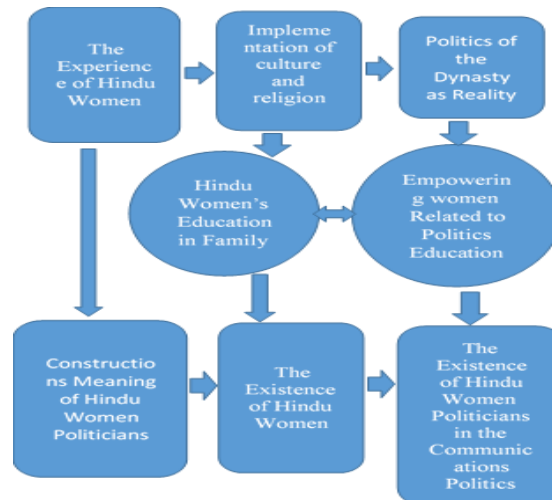 The
Experienc
e of Hindu
Women
Impleme
ntation of
culture
and
religion
Politics of
the
Dynasty
as Reality
Hindu
Women's
Education
in Family
Empowerin
g women
Related to
Politics
Education
Constructio
ns Meaning
of Hindu
Women
Politicians
The
Existence
of Hindu
Women
The
Existence
of Hindu
Women
Politicians
in the
Communic
ations
Politics